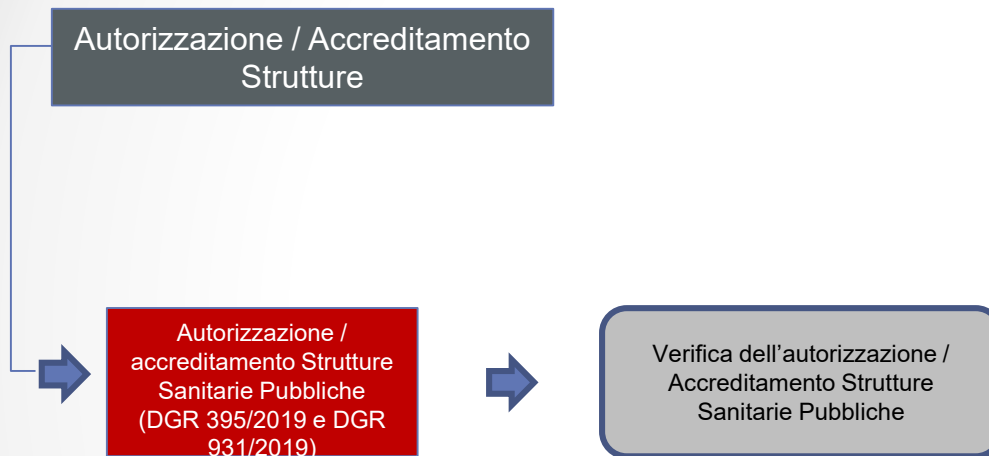 Autorizzazione / Accreditamento
Strutture
Autorizzazione /
accreditamento Strutture
Sanitarie Pubbliche
(DGR 395/2019 e DGR
931/2019)
Verifica dell’autorizzazione /
Accreditamento Strutture
Sanitarie Pubbliche